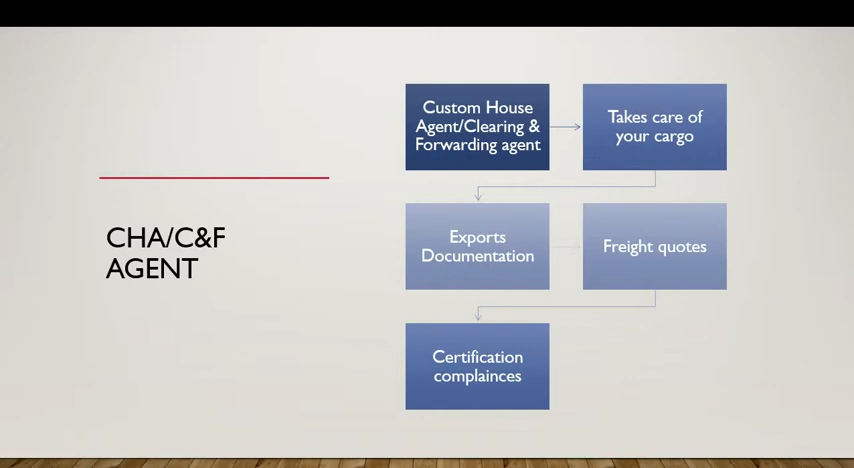 CHA/C&F
AGENT
Custom House
Agent/Clearing &
Forwarding agent
Takes care of
your cargo
Exports
Documentation
Freight quotes
Certification
complainces